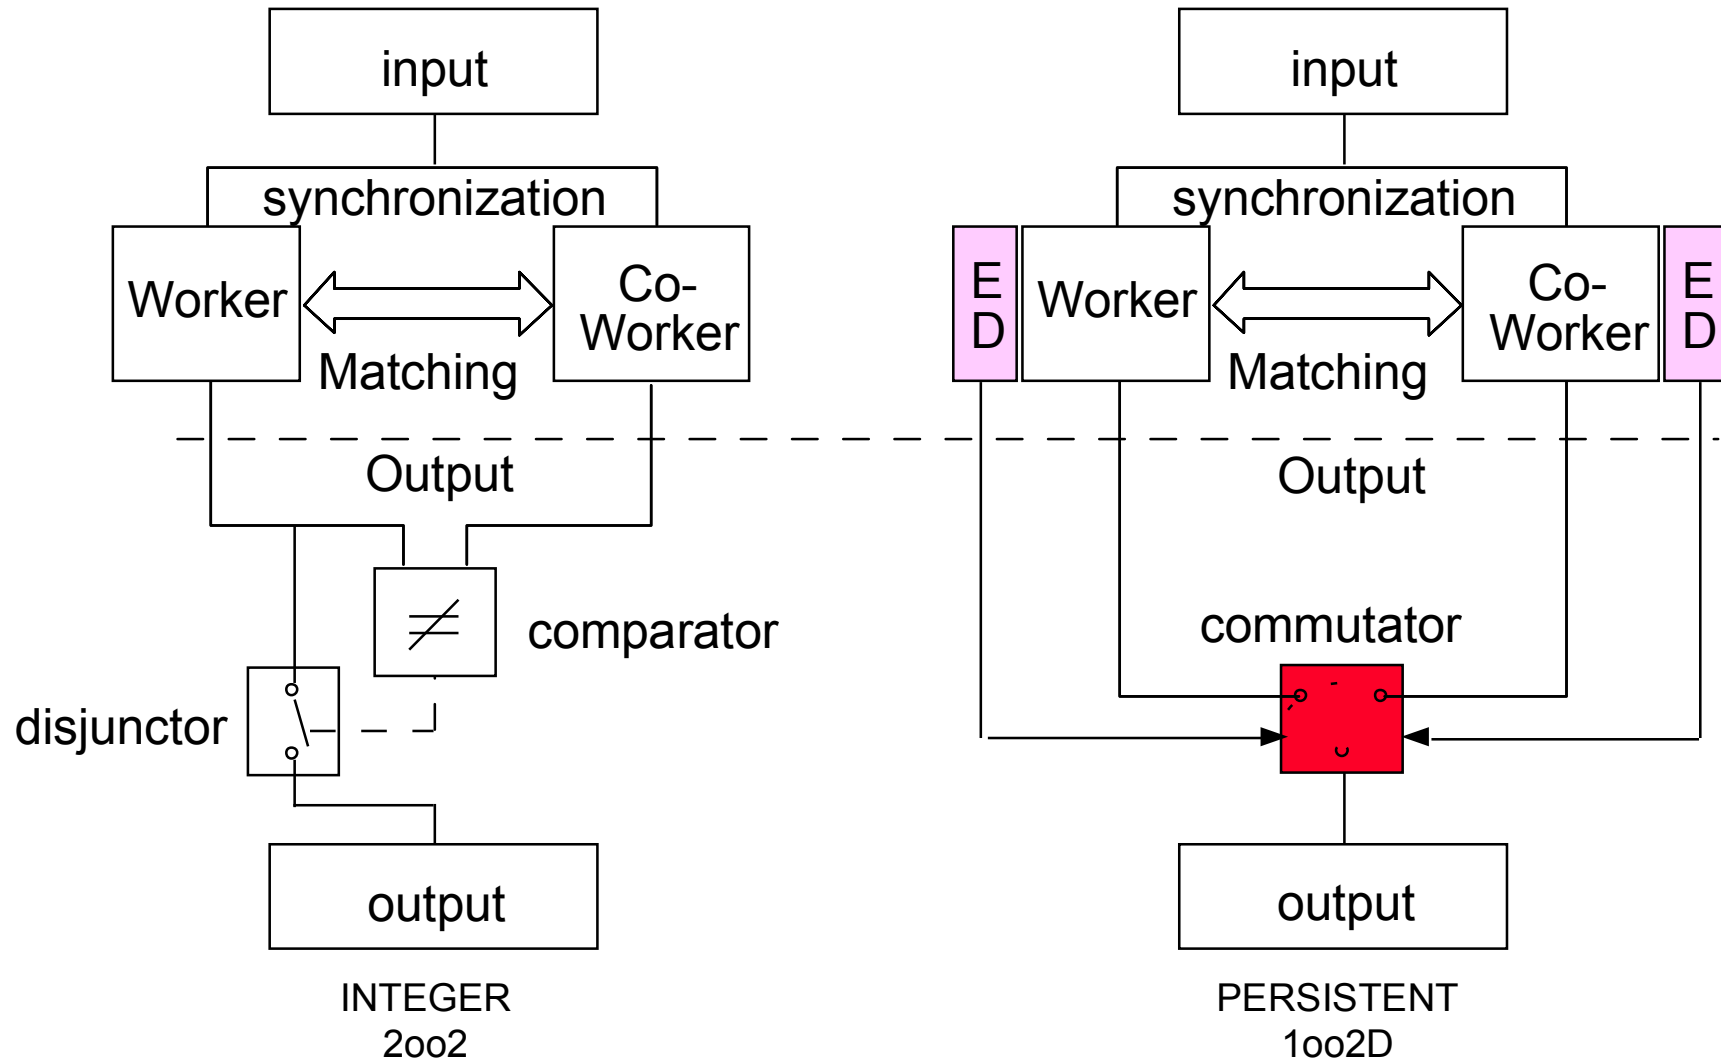 input
synchronization
Worker
Co-
Worker
Matching
Output
comparator
disjunctor
output
INTEGER
2oo2
input
synchronization
E
D
Worker
Co-
Worker
E
D
Matching
Output
commutator
output
PERSISTENT
1oo2D